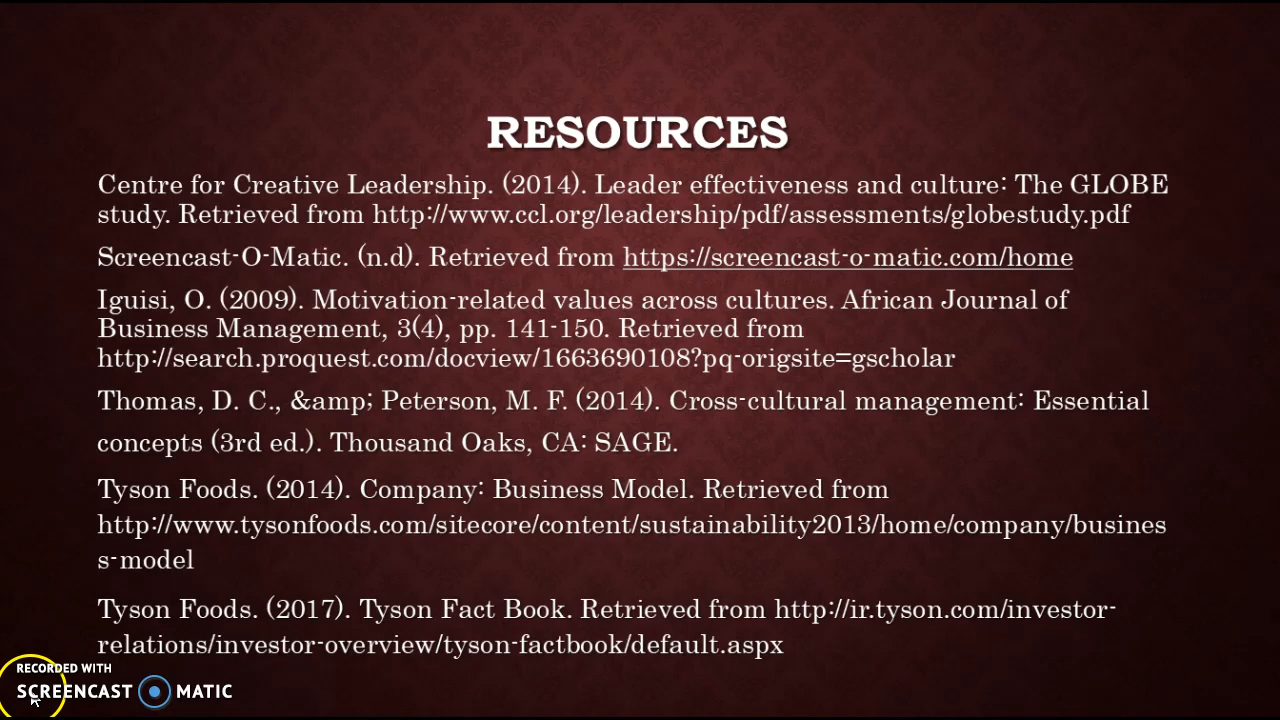 RESOURCES
Centre for Creative Leadership. (2014). Leader effectiveness and culture: The GLOBE
study. Retrieved from http://www.ccl.org/leadership/pdf/assessments/globestudy.pdf
Screencast-O-Matic. (n.d). Retrieved from https://screencast-o-matic.com/home
Iguisi, O. (2009). Motivation-related values across cultures. African Journal of
Business Management, 3(4), pp. 141-150. Retrieved from
http://search.proquest.com/docview/1663690108?pq-origsite=gscholar
Thomas, D. C., &amp;amp; Peterson, M. F. (2014). Cross-cultural management: Essential
concepts (3rd ed.). Thousand Oaks, CA: SAGE.
Tyson Foods. (2014). Company: Business Model. Retrieved from
http://www.tysonfoods.com/sitecore/content/sustainability2013/home/company/busines
s-model
Tyson Foods. (2017). Tyson Fact Book. Retrieved from http://ir.tyson.com/investor-
relations/investor-overview/tyson-factbook/default.aspx
RECORDED WITH
SCREENCAST MATIC